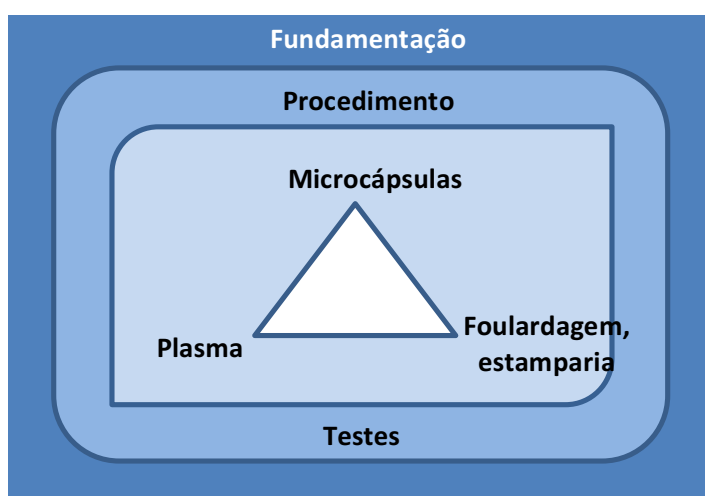 Fundamentação
Procedimento
Microcápsulas
Plasma
Foulardagem,
estamparia
Testes